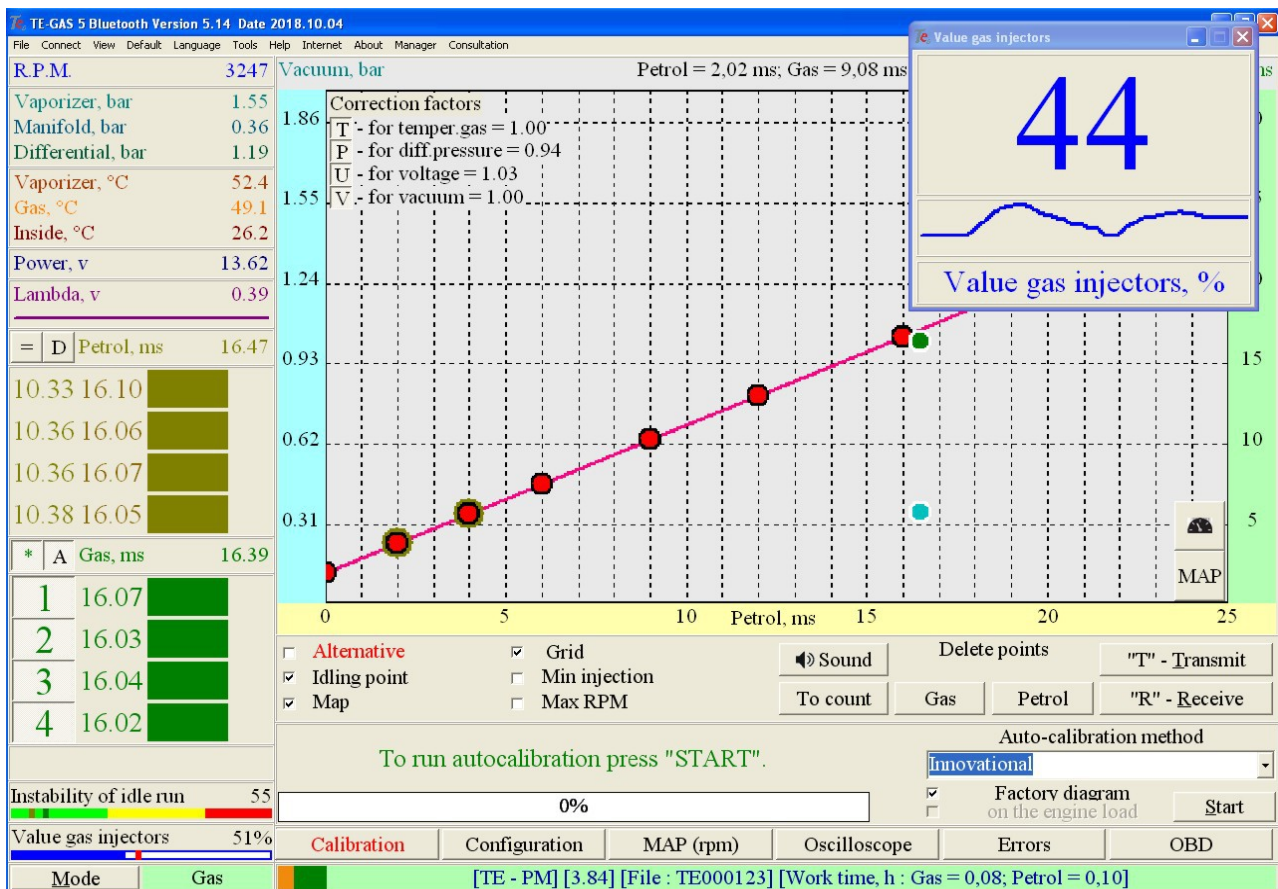 TE-GAS 5 Bluetooth Version 5.14 Date 2018.10.04
File Connect View Default Language Tools Help Internet About Manager Consultation
R.P.M. 3247
Vaporizer, bar 1.55
Manifold, bar 0.36
Differential, bar 1.19
Vaporizer, °C 52.4
Gas, °C 49.1
Inside, °C 26.2
Power, v 13.62
Lambda, v 0.39
= D Petrol, ms 16.47
10.33 16.10
10.36 16.06
10.36 16.07
10.38 16.05
* A Gas, ms 16.39
1 16.07
2 16.03
3 16.04
4 16.02
Instability of idle run 55
Value gas injectors 51%
Mode Gas
Vacuum, bar Petrol = 2,02 ms; Gas = 9,08 ms
Correction factors
T - for temper.gas = 1.00
P - for diff.pressure = 0.94
U - for voltage = 1.03
V - for vacuum = 1.00
1.86
1.55
1.24
0.93 15
0.62 10
0.31 5
MAP
0 5 10 Petrol, ms 15 20 25
Value gas injectors
44
Value gas injectors, %
Alternative Grid
Idling point Min injection
Map Max RPM
Sound Delete points "T" - Transmit
To count Gas Petrol "R" - Receive
To run autocalibration press "START".
0%
Auto-calibration method
Innovational
Factory diagram
on the engine load Start
Calibration Configuration MAP (rpm) Oscilloscope Errors OBD
[TE - PM] [3.84] [File : TE000123] [Work time, h : Gas = 0,08; Petrol = 0,10]